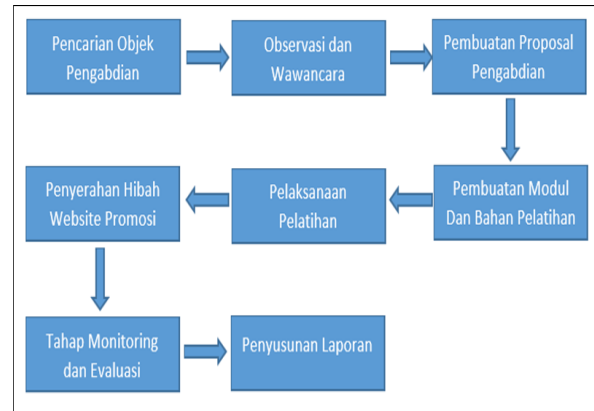 Pencarian Objek
Pengabdian
Observasi dan
Wawancara
Pembuatan Proposal
Pengabdian
Pembuatan Modul
Dan Bahan Pelatihan
Pelaksanaan
Pelatihan
Penyerahan Hibah
Website Promosi
Tahap Monitoring
dan Evaluasi
Penyusunan Laporan